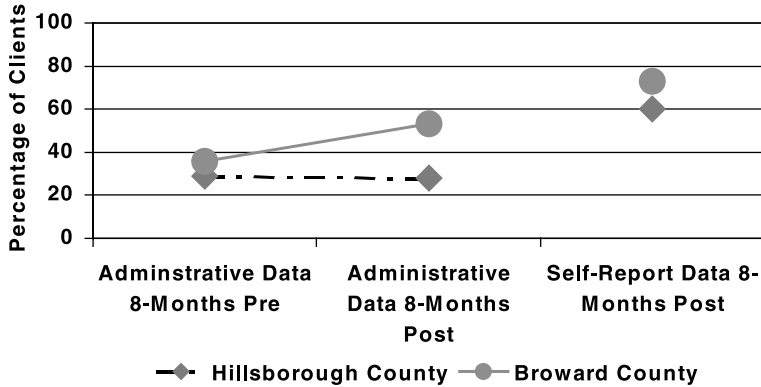 Percentage of Clients
100
80
60
40
20
0
Adminstrative Data
8-Months Pre
Administrative
Data 8-Months
Post
Self-Report Data 8-
Months Post
Hillsborough County
Broward County